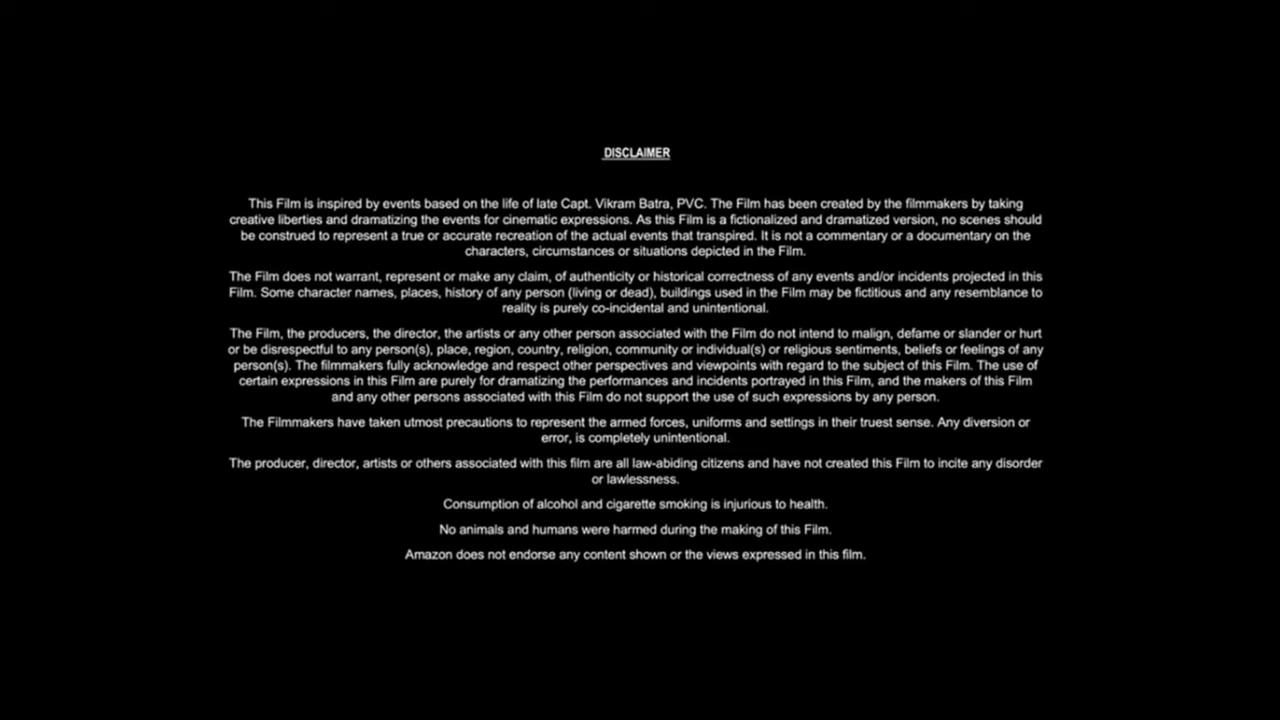 DISCLAIMER
This Film is inspired by events based on the life of late Capt. Vikram Batra, PVC. The Film has been created by the filmmakers by taking
creative liberties and dramatizing the events for cinematic expressions. As this Film is a fictionalized and dramatized version, no scenes should
be construed to represent a true or accurate recreation of the actual events that transpired. It is not a commentary or a documentary on the
characters, circumstances or situations depicted in the Film.
The Film does not warrant, represent or make any claim, of authenticity or historical correctness of any events and/or incidents projected in this
Film. Some character names, places, history of any person (living or dead), buildings used in the Film may be fictitious and any resemblance to
reality is purely co-incidental and unintentional.
The Film, the producers, the director, the artists or any other person associated with the Film do not intend to malign, defame or slander or hurt
or be disrespectful to any person(s), place, region, country, religion, community or individual(s) or religious sentiments, beliefs or feelings of any
person(s). The filmmakers fully acknowledge and respect other perspectives and viewpoints with regard to the subject of this Film. The use of
certain expressions in this Film are purely for dramatizing the performances and incidents portrayed in this Film, and the makers of this Film
and any other persons associated with this Film do not support the use of such expressions by any person.
The Filmmakers have taken utmost precautions to represent the armed forces, uniforms and settings in their truest sense. Any diversion or
error, is completely unintentional.
The producer, director, artists or others associated with this film are all law-abiding citizens and have not created this Film to incite any disorder
or lawlessness.
Consumption of alcohol and cigarette smoking is injurious to health.
No animals and humans were harmed during the making of this Film.
Amazon does not endorse any content shown or the views expressed in this film.